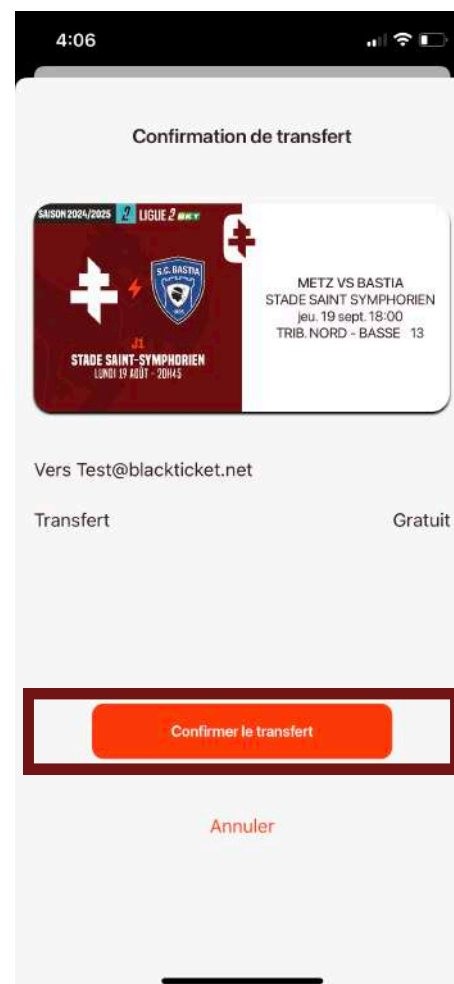 4:06
Confirmation de transfert
SAISON 2024/2025 2 LIGUE 2 BKT
S.C. BASTIA
J1
STADE SAINT-SYMPHORIEN
LUNDI 19 AOÛT - 20H45
METZ VS BASTIA
STADE SAINT SYMPHORIEN
jeu. 19 sept. 18:00
TRIB. NORD - BASSE 13
Vers Test@blackticket.net
Transfert Gratuit
Confirmer le transfert
Annuler